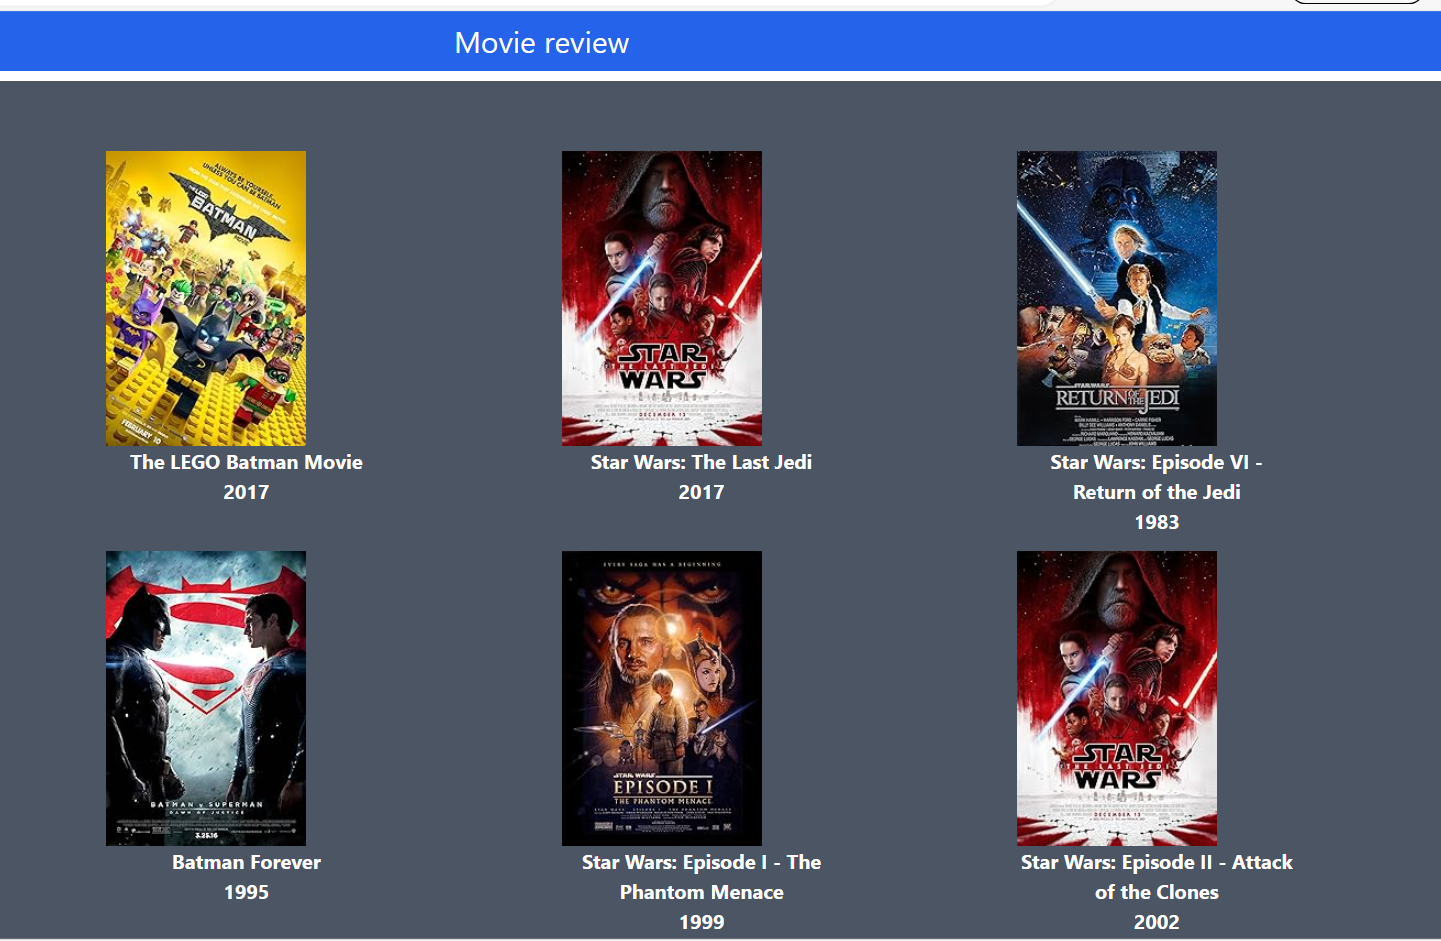 Movie review
ALWAYS BE YOURSELF.
UNLESS YOU CAN BE BATMAN
THE LEGO
BATMAN
MOVIE
FEBRUARY 10
STAR
THE LAST JEDI
WARS
DECEMBER 15
STAR WARS
RETURN OF THE JEDI
The LEGO Batman Movie
2017
Star Wars: The Last Jedi
2017
Star Wars: Episode VI -
Return of the Jedi
1983
BATMAN v SUPERMAN
DAWN OF JUSTICE
3.25.16
EVERY SAGA HAS A BEGINNING
STAR WARS
EPISODE I
THE PHANTOM MENACE
STAR
THE LAST JEDI
WARS
DECEMBER 15
Batman Forever
1995
Star Wars: Episode I - The
Phantom Menace
1999
Star Wars: Episode II - Attack
of the Clones
2002